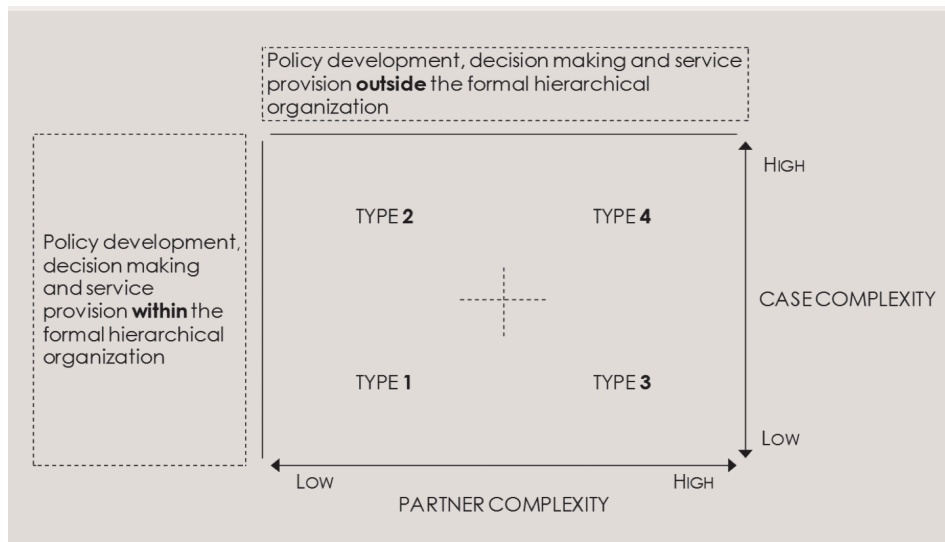 Policy development, decision making and service
provision outside the formal hierarchical
organization
HIGH
TYPE 2
TYPE 4
Policy development,
decision making
and service
provision within the
formal hierarchical
organization
CASE COMPLEXITY
TYPE 1
TYPE 3
LOW
LOW
HIGH
PARTNER COMPLEXITY